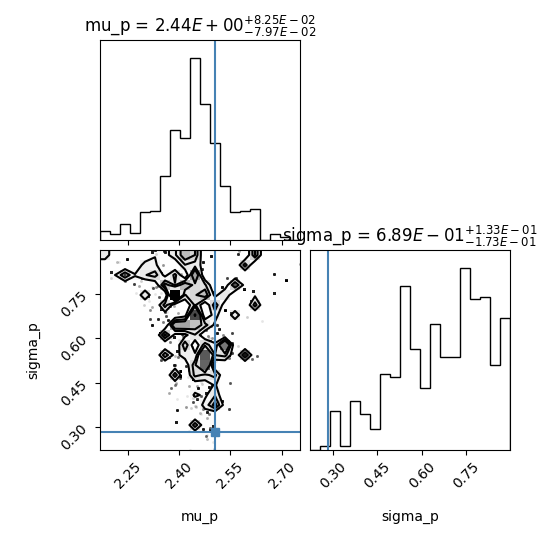 mu_p = 2.44E+00+8.25E−02 −7.97E−02
sigma_p = 6.89E−01+1.33E−01 −1.73E−01
sigma_p
0.75
0.60
0.45
0.30
2.25
2.40
2.55
2.70
0.30
0.45
0.60
0.75
mu_p
sigma_p